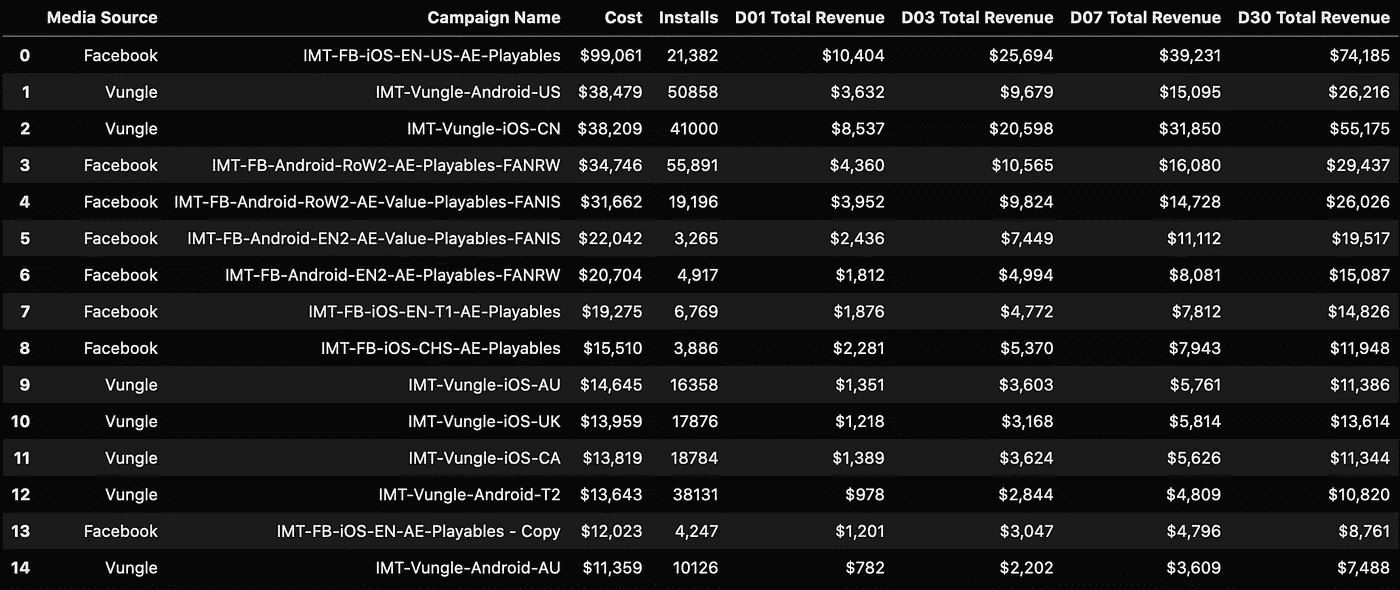 Media Source Campaign Name Cost Installs D01 Total Revenue D03 Total Revenue D07 Total Revenue D30 Total Revenue
0 Facebook IMT-FB-iOS-EN-US-AE-Playables $99,061 21,382 $10,404 $25,694 $39,231 $74,185
1 Vungle IMT-Vungle-Android-US $38,479 50858 $3,632 $9,679 $15,095 $26,216
2 Vungle IMT-Vungle-iOS-CN $38,209 41000 $8,537 $20,598 $31,850 $55,175
3 Facebook IMT-FB-Android-RoW2-AE-Playables-FANRW $34,746 55,891 $4,360 $10,565 $16,080 $29,437
4 Facebook IMT-FB-Android-RoW2-AE-Value-Playables-FANIS $31,662 19,196 $3,952 $9,824 $14,728 $26,026
5 Facebook IMT-FB-Android-EN2-AE-Value-Playables-FANIS $22,042 3,265 $2,436 $7,449 $11,112 $19,517
6 Facebook IMT-FB-Android-EN2-AE-Playables-FANRW $20,704 4,917 $1,812 $4,994 $8,081 $15,087
7 Facebook IMT-FB-iOS-EN-T1-AE-Playables $19,275 6,769 $1,876 $4,772 $7,812 $14,826
8 Facebook IMT-FB-iOS-CHS-AE-Playables $15,510 3,886 $2,281 $5,370 $7,943 $11,948
9 Vungle IMT-Vungle-iOS-AU $14,645 16358 $1,351 $3,603 $5,761 $11,386
10 Vungle IMT-Vungle-iOS-UK $13,959 17876 $1,218 $3,168 $5,814 $13,614
11 Vungle IMT-Vungle-iOS-CA $13,819 18784 $1,389 $3,624 $5,626 $11,344
12 Vungle IMT-Vungle-Android-T2 $13,643 38131 $978 $2,844 $4,809 $10,820
13 Facebook IMT-FB-iOS-EN-AE-Playables - Copy $12,023 4,247 $1,201 $3,047 $4,796 $8,761
14 Vungle IMT-Vungle-Android-AU $11,359 10126 $782 $2,202 $3,609 $7,488